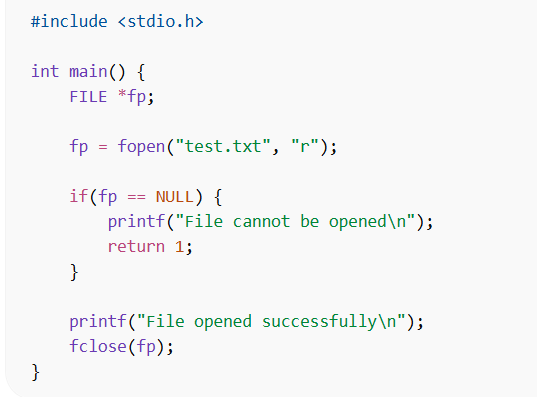 #include <stdio.h>
int main() {
    FILE *fp;
    fp = fopen("test.txt", "r");
    if(fp == NULL) {
        printf("File cannot be opened\n");
        return 1;
    }
    printf("File opened successfully\n");
    fclose(fp);
}